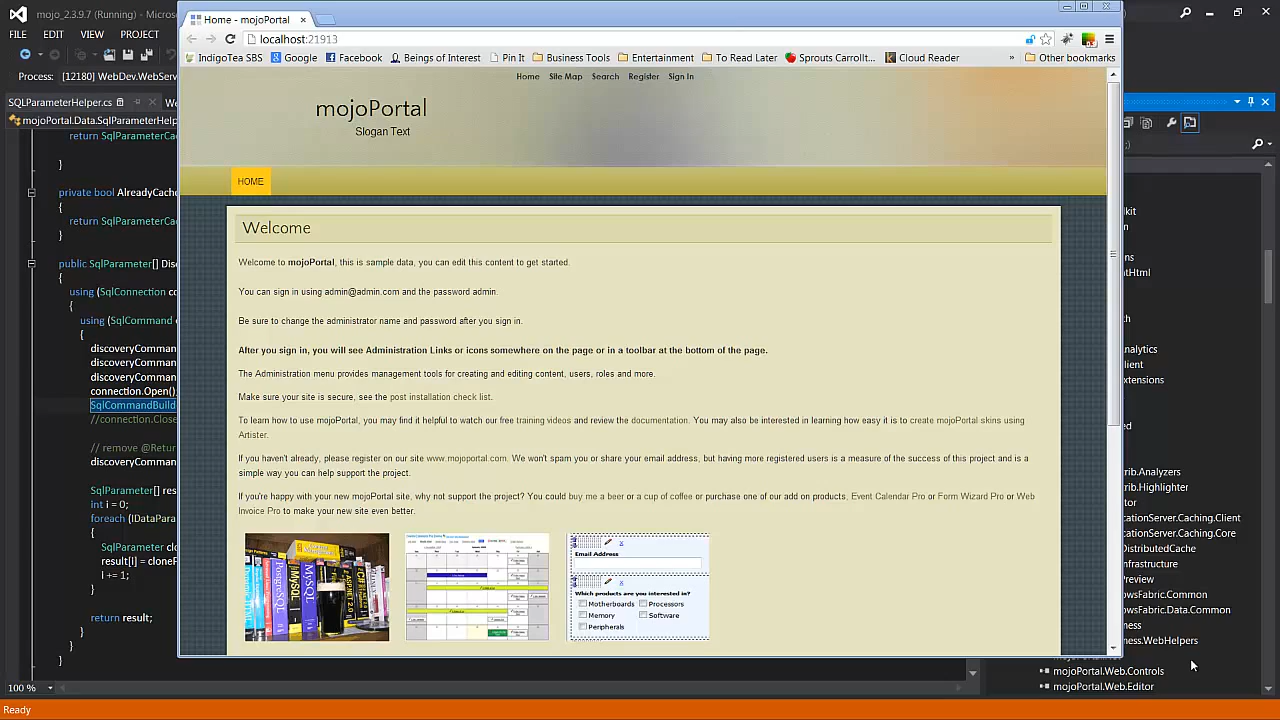 mojo_2.3.9.7 (Running) - Microsoft
FILE EDIT VIEW PROJECT
Process: [12180] WebDev.WebServ
SQLParameterHelper.cs
mojoPortal.Data.SqlParameterHelp
return SqlParameterCa
}
private bool AlreadyCache
{
return SqlParameterCa
}
public SqlParameter[] Disc
{
using (SqlConnection co
{
using (SqlCommand c
{
discoveryComman
discoveryComman
discoveryComman
connection.Open()
SqlCommandBuild
//connection.Close
// remove @Retur
discoveryComman
SqlParameter[] res
int i = 0;
foreach (IDataPara
{
SqlParameter clo
result[i] = cloneP
i += 1;
}
return result;
}
}
100 %
Ready
Home - mojoPortal
localhost:21913
IndigoTea SBS Google Facebook Beings of Interest Pin It Business Tools Entertainment To Read Later Sprouts Carrollt... Cloud Reader » Other bookmarks
Home Site Map Search Register Sign In
mojoPortal
Slogan Text
HOME
Welcome
Welcome to mojoPortal, this is sample data, you can edit this content to get started.
You can sign in using admin@admin.com and the password admin.
Be sure to change the administrator name and password after you sign in.
After you sign in, you will see Administration Links or icons somewhere on the page or in a toolbar at the bottom of the page.
The Administration menu provides management tools for creating and editing content, users, roles and more.
Make sure your site is secure, see the post installation check list.
To learn how to use mojoPortal, you may find it helpful to watch our free training videos and review the documentation. You may also be interested in learning how easy it is to create mojoPortal skins using
Artister.
If you haven't already, please register on our site www.mojoportal.com. We won't spam you or share your email address, but having more registered users is a measure of the success of this project and is a
simple way you can help support the project.
If you're happy with your new mojoPortal site, why not support the project? You could buy me a beer or a cup of coffee or purchase one of our add on products, Event Calendar Pro or Form Wizard Pro or Web
Invoice Pro to make your new site even better.
PostgreSQL MySQL
Email Address
Which products are you interested in?
Motherboards Processors
Memory Software
Peripherals
Analytics
Extensions
rib.Analyzers
rib.Highlighter
cationServer.Caching.Client
cationServer.Caching.Core
DistributedCache
nfrastructure
Preview
owsFabric.Common
owsFabric.Data.Common
ness
ness.WebHelpers
mojoPortal.Web.Controls
mojoPortal.Web.Editor